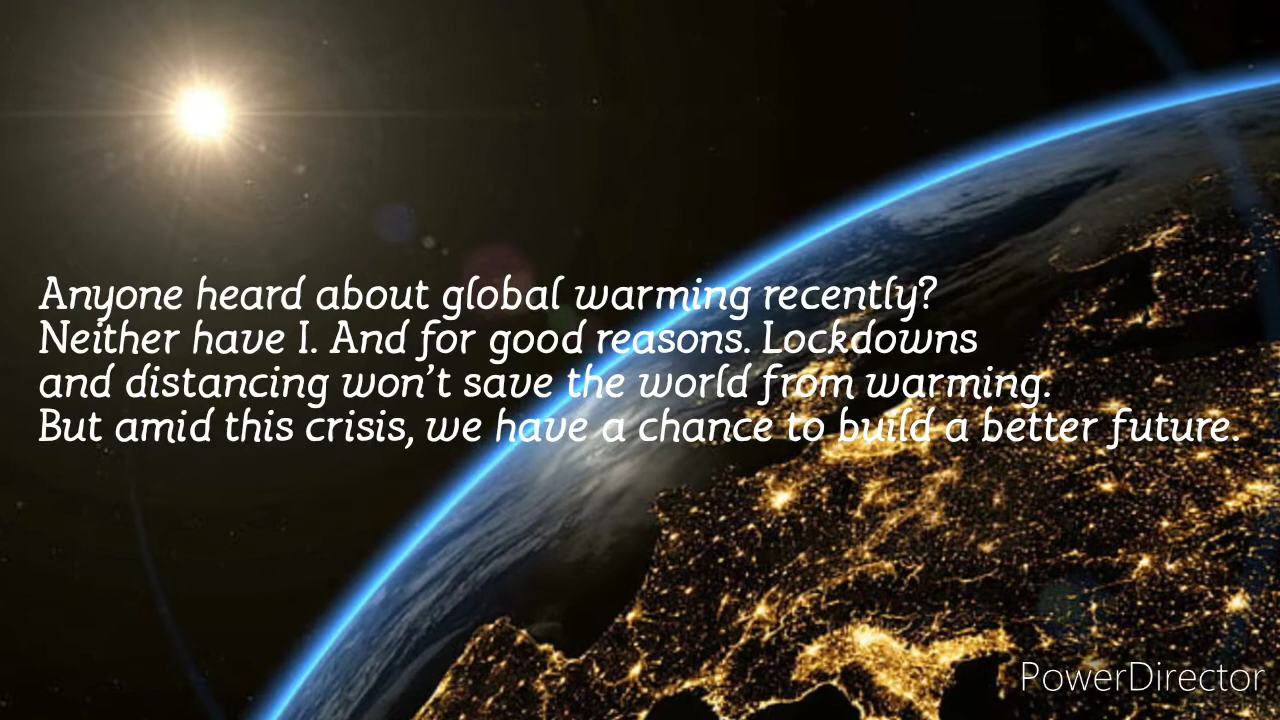 Anyone heard about global warming recently?
Neither have I. And for good reasons. Lockdowns
and distancing won’t save the world from warming.
But amid this crisis, we have a chance to build a better future.
PowerDirector